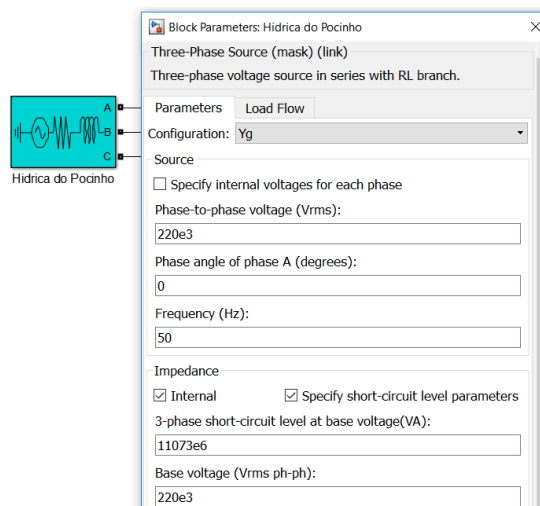 Block Parameters: Hidrica do Pocinho
Three-Phase Source (mask) (link)
Three-phase voltage source in series with RL branch.
A
B
C
Hidrica do Pocinho
Parameters Load Flow
Configuration: Yg
Source
Specify internal voltages for each phase
Phase-to-phase voltage (Vrms):
220e3
Phase angle of phase A (degrees):
0
Frequency (Hz):
50
Impedance
Internal Specify short-circuit level parameters
3-phase short-circuit level at base voltage(VA):
11073e6
Base voltage (Vrms ph-ph):
220e3